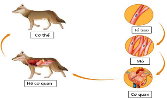 Cơ thể
Tế bào
Mô
Hệ cơ quan
Cơ quan